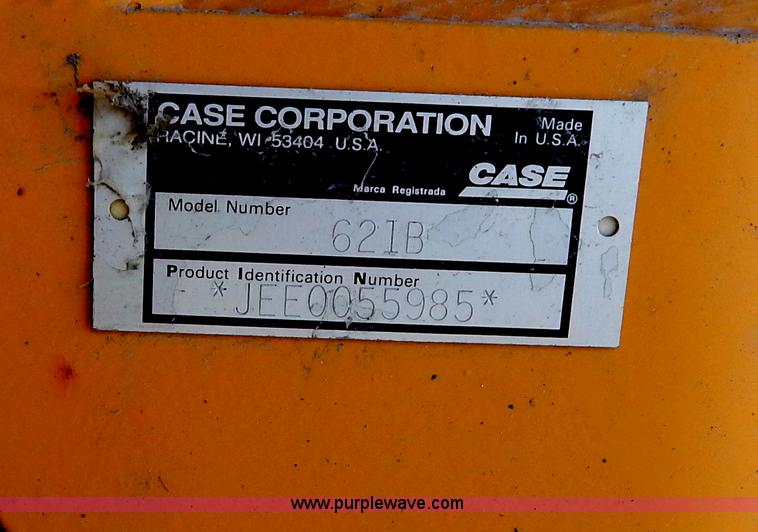 CASE CORPORATION
RACINE, WI 53404 U.S.A.
Made
In U.S.A.
CASE
®
Marca Registrada
Model Number
621B
Product Identification Number
*JEE0055985*
www.purplewave.com